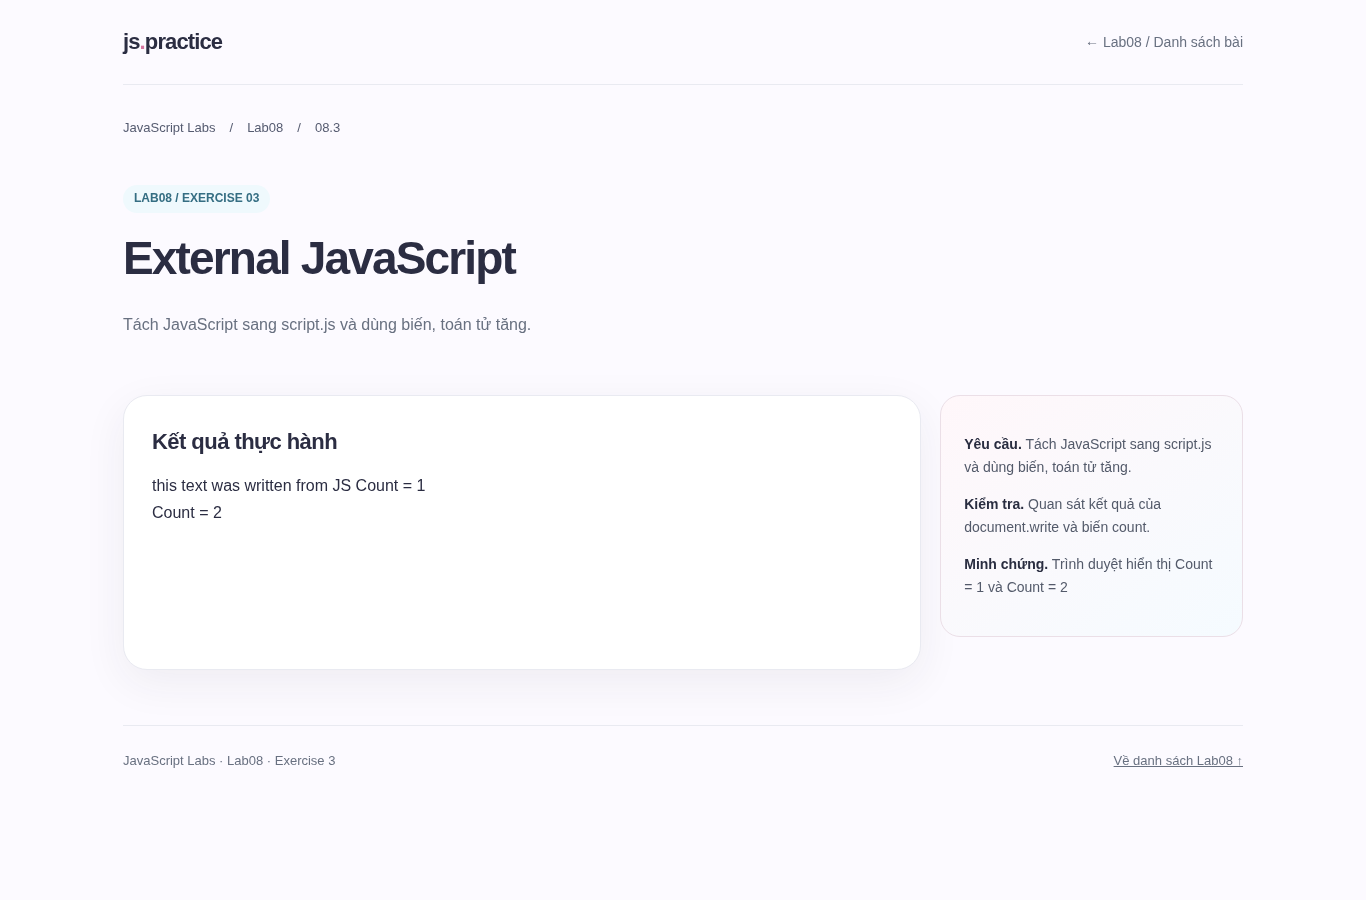 js.practice
← Lab08 / Danh sách bài
JavaScript Labs / Lab08 / 08.3
LAB08 / EXERCISE 03
External JavaScript
Tách JavaScript sang script.js và dùng biến, toán tử tăng.
Kết quả thực hành
this text was written from JS Count = 1
Count = 2
Yêu cầu. Tách JavaScript sang script.js
và dùng biến, toán tử tăng.
Kiểm tra. Quan sát kết quả của
document.write và biến count.
Minh chứng. Trình duyệt hiển thị Count
= 1 và Count = 2
JavaScript Labs · Lab08 · Exercise 3
Về danh sách Lab08 ↑